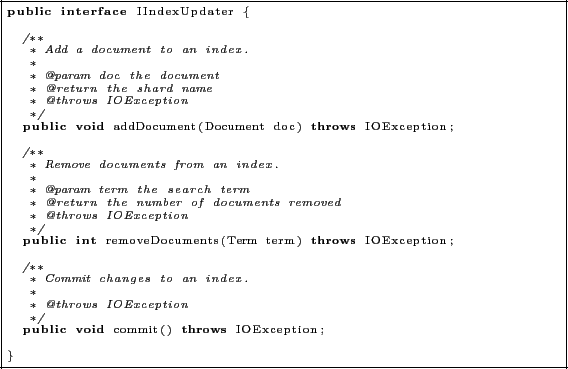 public interface IIndexUpdater {
/**
* Add a document to an index.
*
* @param doc the document
* @return the shard name
* @throws IOException
*/
public void addDocument(Document doc) throws IOException;
/**
* Remove documents from an index.
*
* @param term the search term
* @return the number of documents removed
* @throws IOException
*/
public int removeDocuments(Term term) throws IOException;
/**
* Commit changes to an index.
*
* @throws IOException
*/
public void commit() throws IOException;
}